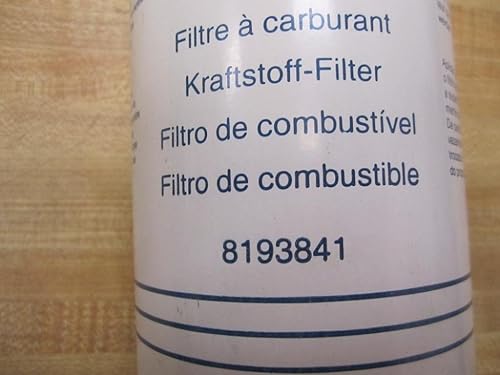 Filtre à carburant
Kraftstoff-Filter
Filtro de combustível
Filtro de combustible
8193841